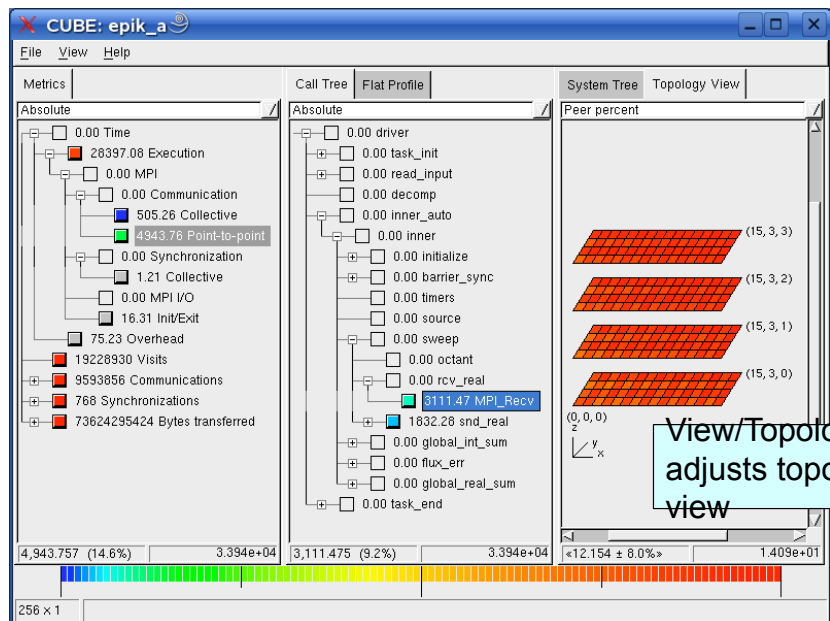 CUBE: epik_a
File View Help
Metrics
Absolute
0.00 Time
28397.08 Execution
0.00 MPI
0.00 Communication
505.26 Collective
4943.76 Point-to-point
0.00 Synchronization
1.21 Collective
0.00 MPI I/O
16.31 Init/Exit
75.23 Overhead
19228930 Visits
9593856 Communications
768 Synchronizations
73624295424 Bytes transferred
4,943.757 (14.6%) 3.394e+04
Call Tree Flat Profile
Absolute
0.00 driver
0.00 task_init
0.00 read_input
0.00 decomp
0.00 inner_auto
0.00 inner
0.00 initialize
0.00 barrier_sync
0.00 timers
0.00 source
0.00 sweep
0.00 octant
0.00 rcv_real
3111.47 MPI_Recv
1832.28 snd_real
0.00 global_int_sum
0.00 flux_err
0.00 global_real_sum
0.00 task_end
3,111.475 (9.2%) 3.394e+04
System Tree Topology View
Peer percent
(15, 3, 3)
(15, 3, 2)
(15, 3, 1)
(15, 3, 0)
(0, 0, 0)
z
y
x
View/Topolo
adjusts topo
view
«12.154 ± 8.0%» 1.409e+01
256 x 1